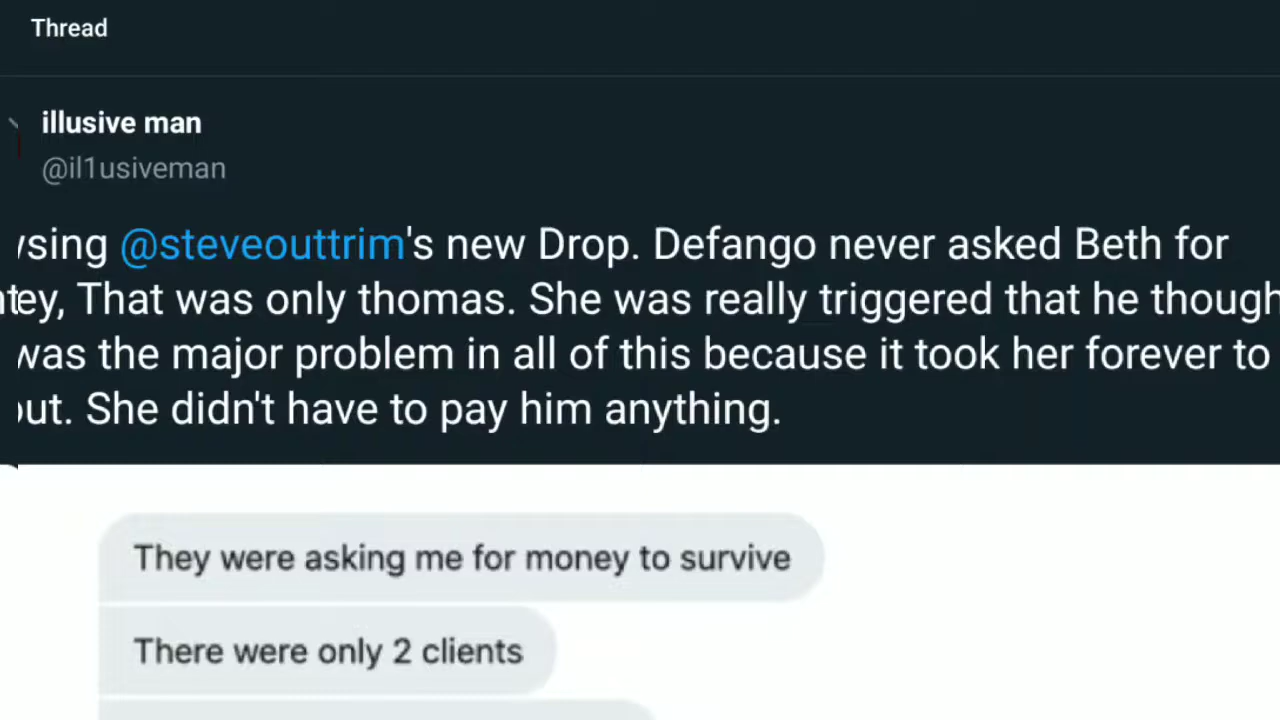 Thread
illusive man
@il1usiveman
@steveouttrim's new Drop. Defango never asked Beth for
That was only thomas. She was really triggered that he
was the major problem in all of this because it took her forever to
She didn't have to pay him anything.
They were asking me for money to survive
There were only 2 clients